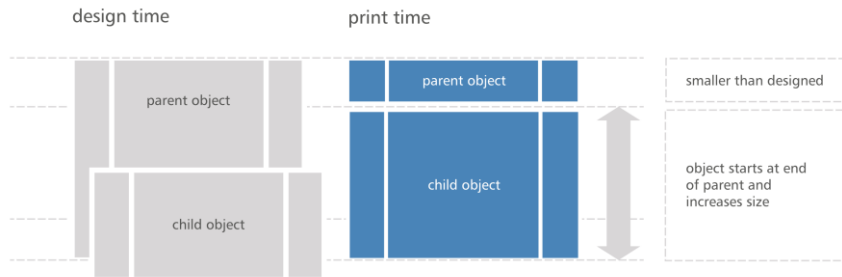 design time
print time
parent object
parent object
smaller than designed
child object
child object
object starts at end
of parent and
increases size